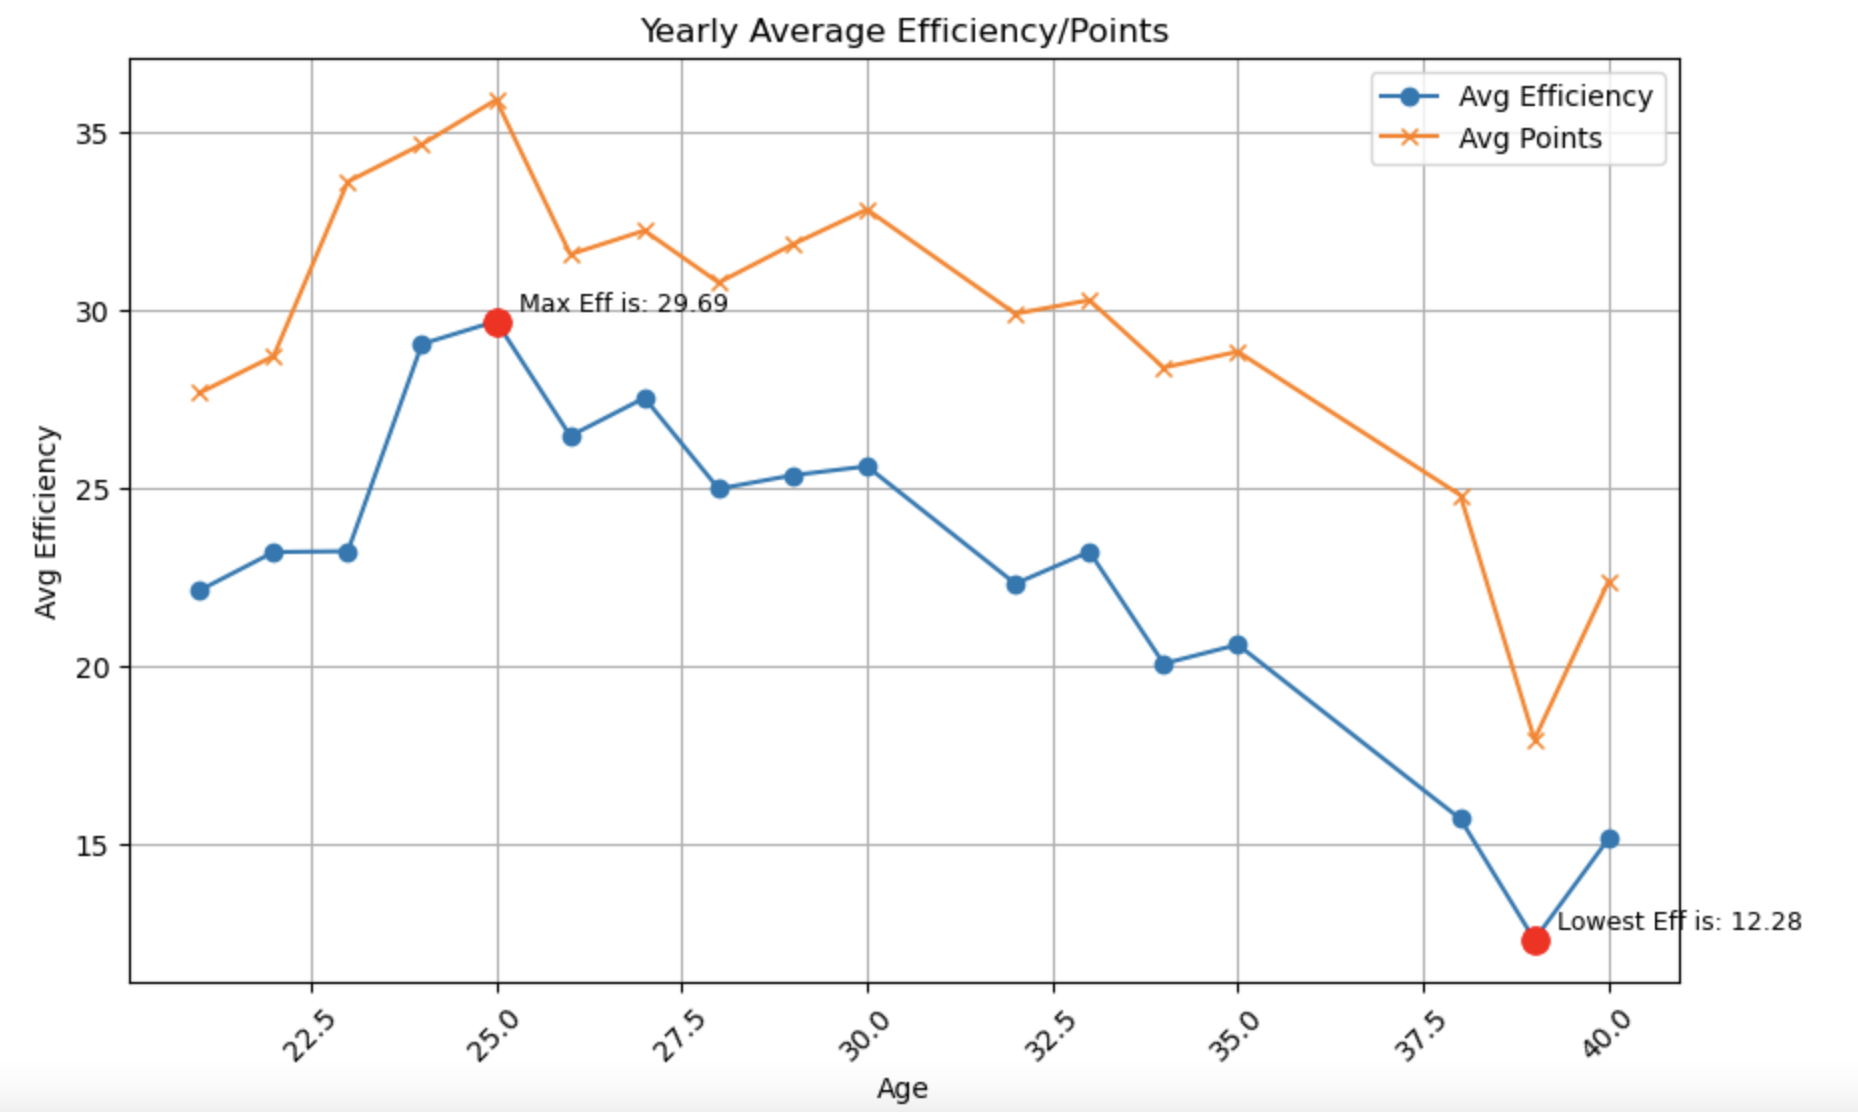 Yearly Average Efficiency/Points
Avg Efficiency
Avg Points
35
30
25
20
15
Avg Efficiency
Max Eff is: 29.69
Lowest Eff is: 12.28
22.5
25.0
27.5
30.0
32.5
35.0
37.5
40.0
Age